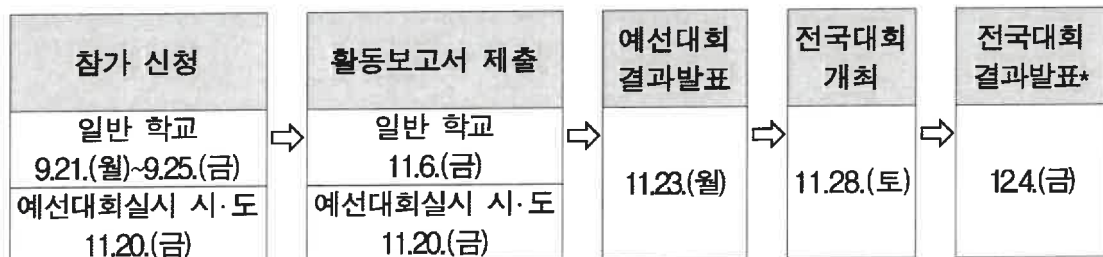 참가 신청
일반 학교
9.21.(월)~9.25.(금)
예선대회실시 시·도
11.20.(금)
⇨
활동보고서 제출
일반 학교
11.6.(금)
예선대회실시 시·도
11.20.(금)
⇨
예선대회
결과발표
11.23.(월)
⇨
전국대회
개최
11.28.(토)
⇨
전국대회
결과발표*
12.4.(금)